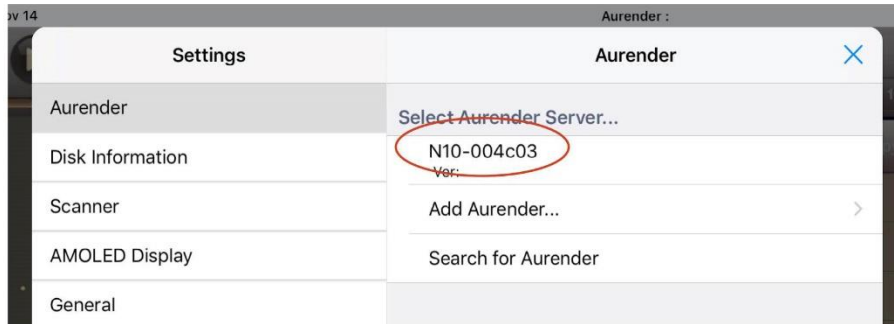 ov 14
Aurender :
Settings
Aurender
Disk Information
Scanner
AMOLED Display
General
Aurender
Select Aurender Server...
N10-004c03
Ver:
Add Aurender...
Search for Aurender